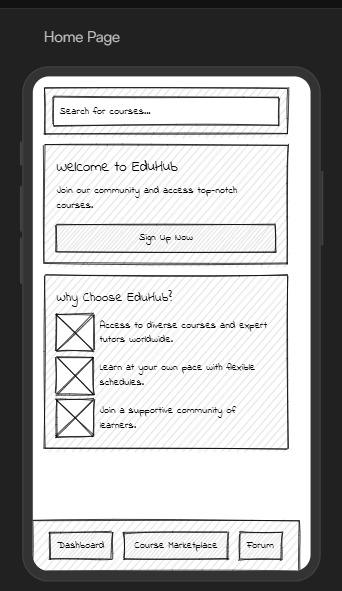 Home Page
Search for courses...
Welcome to EduHub
Join our community and access top-notch
courses.
Sign Up Now
Why Choose EduHub?
Access to diverse courses and expert
tutors worldwide.
Learn at your own pace with flexible
schedules.
Join a supportive community of
learners.
Dashboard
Course Marketplace
Forum